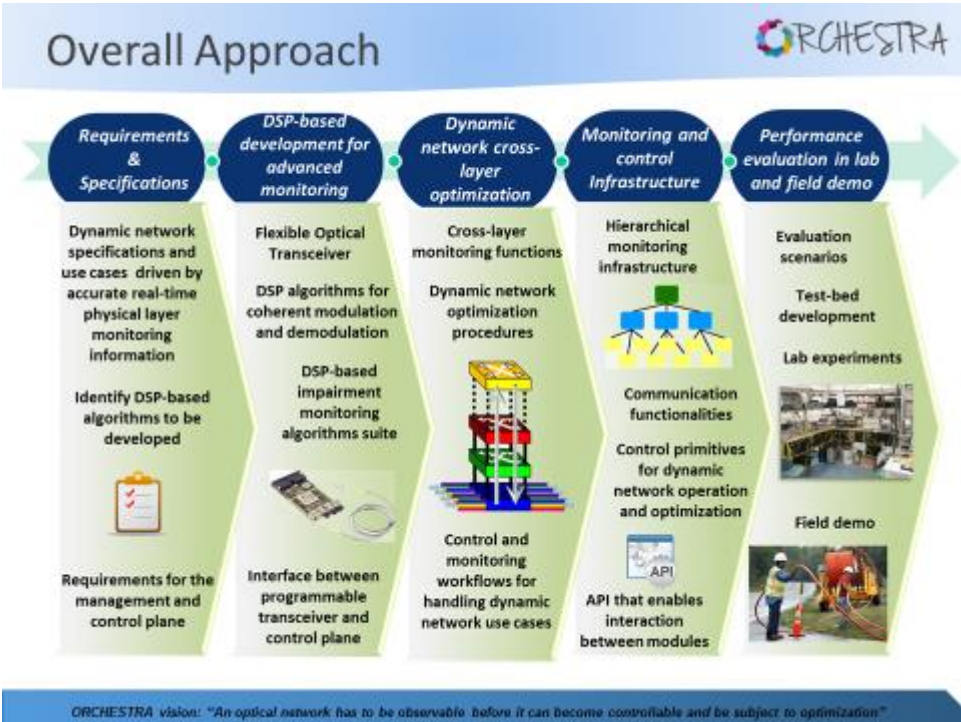 Overall Approach
ORCHESTRA
Requirements
&
Specifications
DSP-based
development for
advanced
monitoring
Dynamic
network cross-
layer
optimization
Monitoring and
control
Infrastructure
Performance
evaluation in lab
and field demo
Dynamic network
specifications and
use cases driven by
accurate real-time
physical layer
monitoring
information
Identify DSP-based
algorithms to be
developed
Requirements for the
management and
control plane
Flexible Optical
Transceiver
DSP algorithms for
coherent modulation
and demodulation
DSP-based
impairment
monitoring
algorithms suite
Interface between
programmable
transceiver and
control plane
Cross-layer
monitoring functions
Dynamic network
optimization
procedures
Control and
monitoring
workflows for
handling dynamic
network use cases
Hierarchical
monitoring
infrastructure
Communication
functionalities
Control primitives
for dynamic
network operation
and optimization
API
API that enables
interaction
between modules
Evaluation
scenarios
Test-bed
development
Lab experiments
Field demo
ORCHESTRA vision: "An optical network has to be observable before it can become controllable and be subject to optimization"